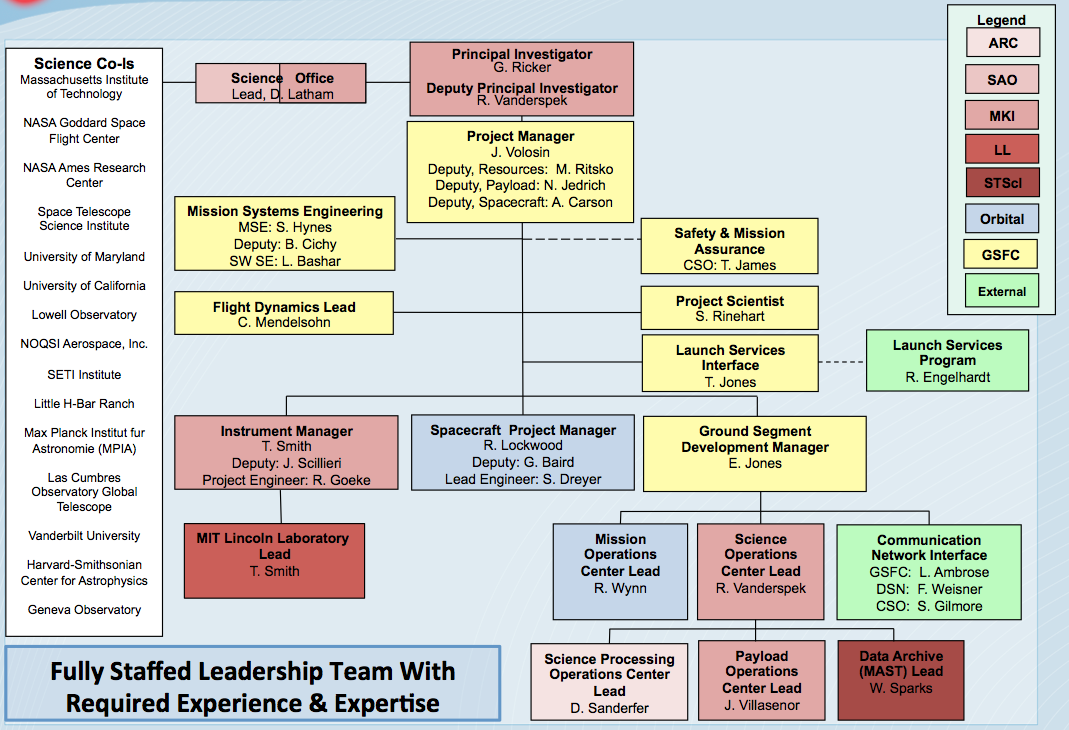 Science Co-Is
Massachusetts Institute
of Technology
NASA Goddard Space
Flight Center
NASA Ames Research
Center
Space Telescope
Science Institute
University of Maryland
University of California
Lowell Observatory
NOQSI Aerospace, Inc.
SETI Institute
Little H-Bar Ranch
Max Planck Institut fur
Astronomie (MPIA)
Las Cumbres
Observatory Global
Telescope
Vanderbilt University
Harvard-Smithsonian
Center for Astrophysics
Geneva Observatory
Science Office
Lead, D. Latham
Principal Investigator
G. Ricker
Deputy Principal Investigator
R. Vanderspek
Project Manager
J. Volosin
Deputy, Resources: M. Ritsko
Deputy, Payload: N. Jedrich
Deputy, Spacecraft: A. Carson
Mission Systems Engineering
MSE: S. Hynes
Deputy: B. Cichy
SW SE: L. Bashar
Safety & Mission
Assurance
CSO: T. James
Flight Dynamics Lead
C. Mendelsohn
Project Scientist
S. Rinehart
Launch Services
Interface
T. Jones
Launch Services
Program
R. Engelhardt
Instrument Manager
T. Smith
Deputy: J. Scillieri
Project Engineer: R. Goeke
Spacecraft Project Manager
R. Lockwood
Deputy: G. Baird
Lead Engineer: S. Dreyer
Ground Segment
Development Manager
E. Jones
MIT Lincoln Laboratory
Lead
T. Smith
Mission
Operations
Center Lead
R. Wynn
Science
Operations
Center Lead
R. Vanderspek
Communication
Network Interface
GSFC: L. Ambrose
DSN: F. Weisner
CSO: S. Gilmore
Science Processing
Operations Center
Lead
D. Sanderfer
Payload
Operations
Center Lead
J. Villasenor
Data Archive
(MAST) Lead
W. Sparks
Legend
ARC
SAO
MKI
LL
STScI
Orbital
GSFC
External
Fully Staffed Leadership Team With
Required Experience & Expertise